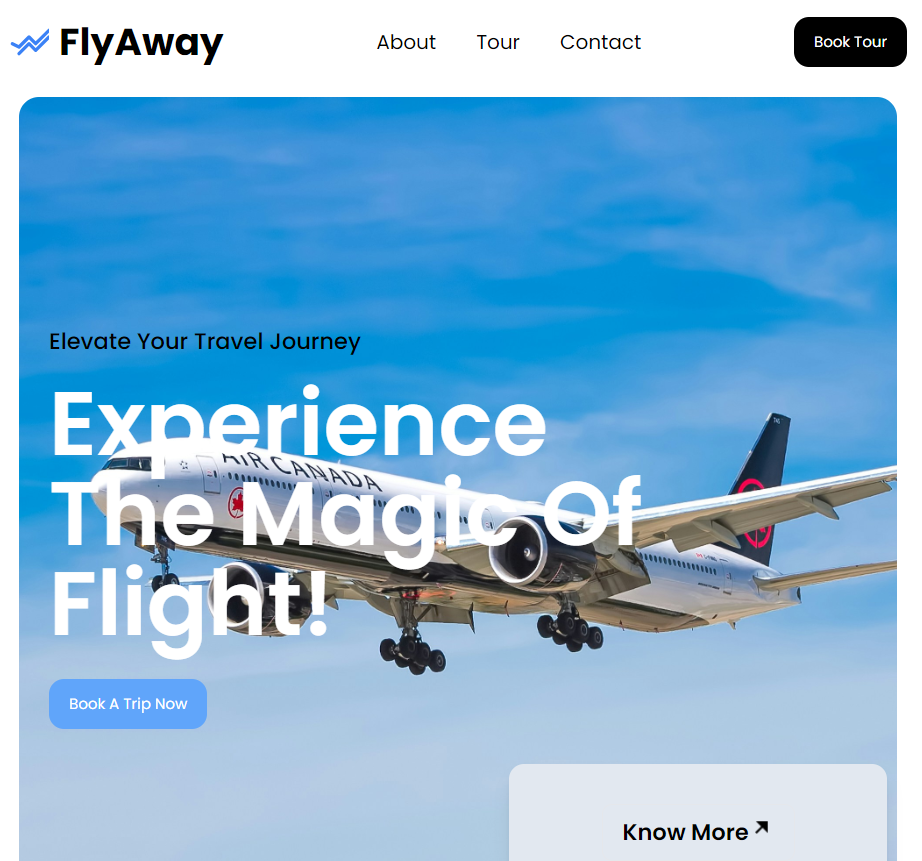 FlyAway
About
Tour
Contact
Book Tour
Elevate Your Travel Journey
Experience
The Magic Of
Flight!
AIR CANADA
Book A Trip Now
Know More